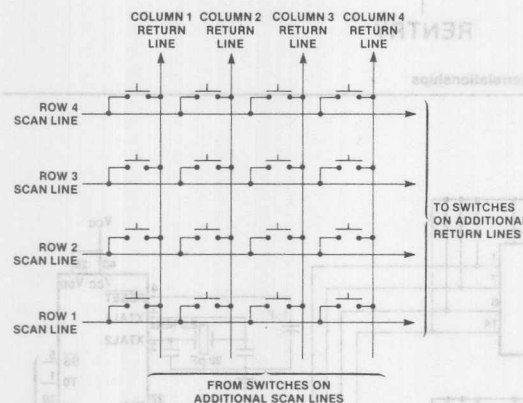 COLUMN 1 COLUMN 2 COLUMN 3 COLUMN 4
RETURN RETURN RETURN RETURN
LINE LINE LINE LINE
ROW 4
SCAN LINE
ROW 3
SCAN LINE
TO SWITCHES
ON ADDITIONAL
RETURN LINES
ROW 2
SCAN LINE
ROW 1
SCAN LINE
FROM SWITCHES ON
ADDITIONAL SCAN LINES